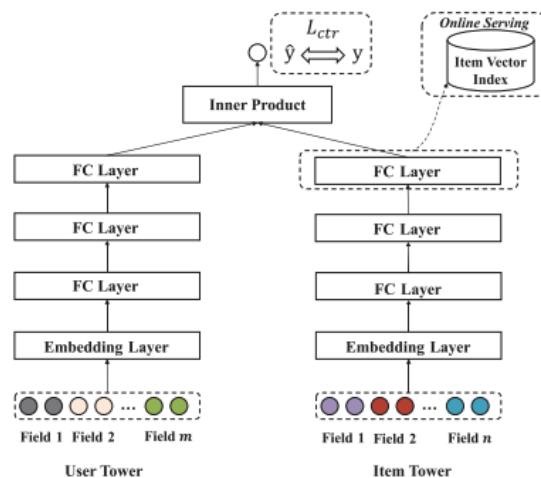 L_ctr
ŷ ⟺ y
Online Serving
Item Vector
Index
Inner Product
FC Layer
FC Layer
FC Layer
Embedding Layer
...
Field 1 Field 2 Field m
User Tower
FC Layer
FC Layer
FC Layer
Embedding Layer
...
Field 1 Field 2 Field n
Item Tower